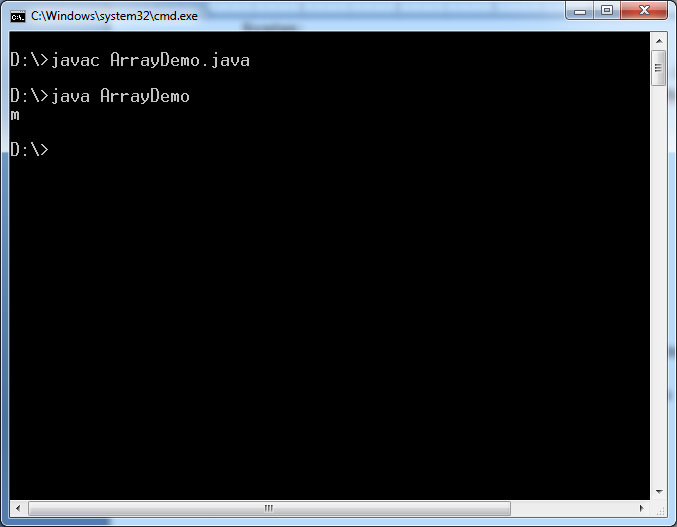 C:\Windows\system32\cmd.exe
D:\>javac ArrayDemo.java
D:\>java ArrayDemo
m
D:\>